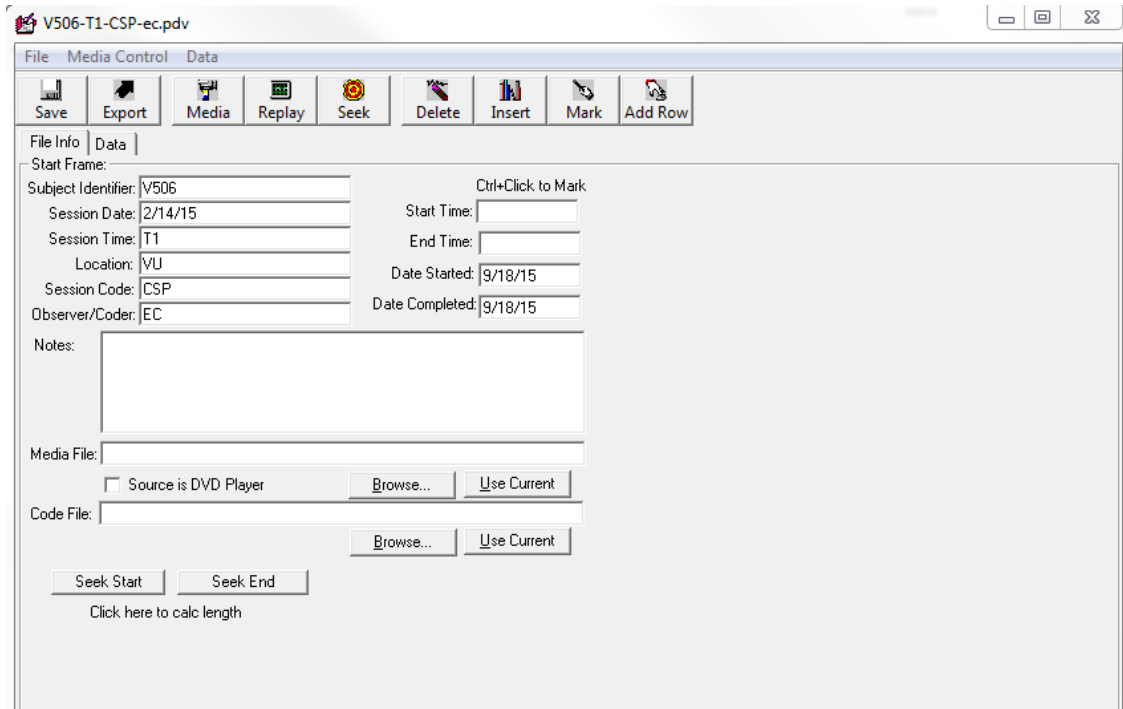 V506-T1-CSP-ec.pdv
File Media Control Data
Save Export Media Replay Seek Delete Insert Mark Add Row
File Info Data
Start Frame:
Subject Identifier: V506
Ctrl+Click to Mark
Session Date: 2/14/15
Start Time:
Session Time: T1
End Time:
Location: VU
Date Started: 9/18/15
Session Code: CSP
Date Completed: 9/18/15
Observer/Coder: EC
Notes:
Media File:
Source is DVD Player Browse... Use Current
Code File:
Browse... Use Current
Seek Start Seek End
Click here to calc length